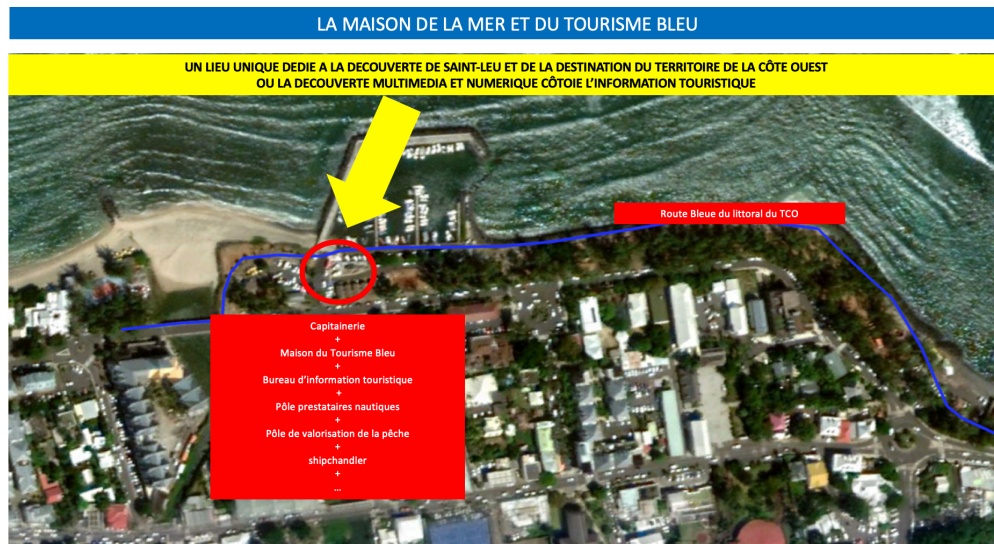 LA MAISON DE LA MER ET DU TOURISME BLEU
UN LIEU UNIQUE DEDIE A LA DECOUVERTE DE SAINT-LEU ET DE LA DESTINATION DU TERRITOIRE DE LA CÔTE OUEST
OU LA DECOUVERTE MULTIMEDIA ET NUMERIQUE CÔTOIE L'INFORMATION TOURISTIQUE
Route Bleue du littoral du TCO
Capitainerie
+
Maison du Tourisme Bleu
+
Bureau d'information touristique
+
Pôle prestataires nautiques
+
Pôle de valorisation de la pêche
+
shipchandler
+
...